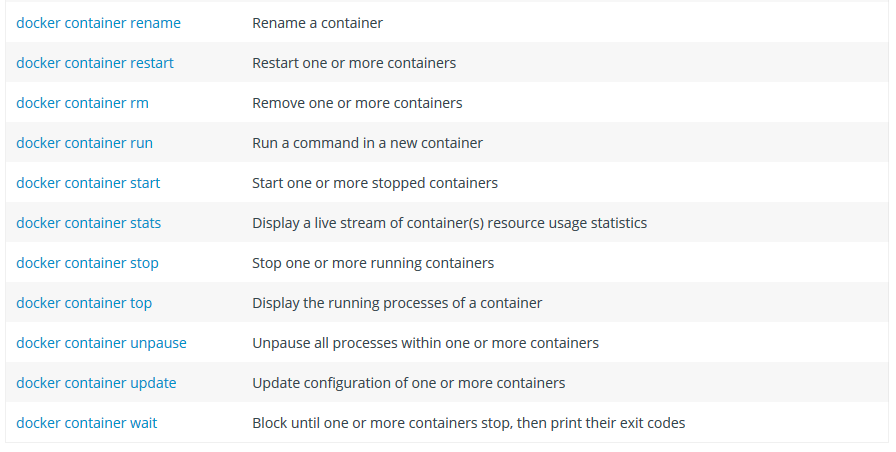 docker container rename Rename a container
docker container restart Restart one or more containers
docker container rm Remove one or more containers
docker container run Run a command in a new container
docker container start Start one or more stopped containers
docker container stats Display a live stream of container(s) resource usage statistics
docker container stop Stop one or more running containers
docker container top Display the running processes of a container
docker container unpause Unpause all processes within one or more containers
docker container update Update configuration of one or more containers
docker container wait Block until one or more containers stop, then print their exit codes